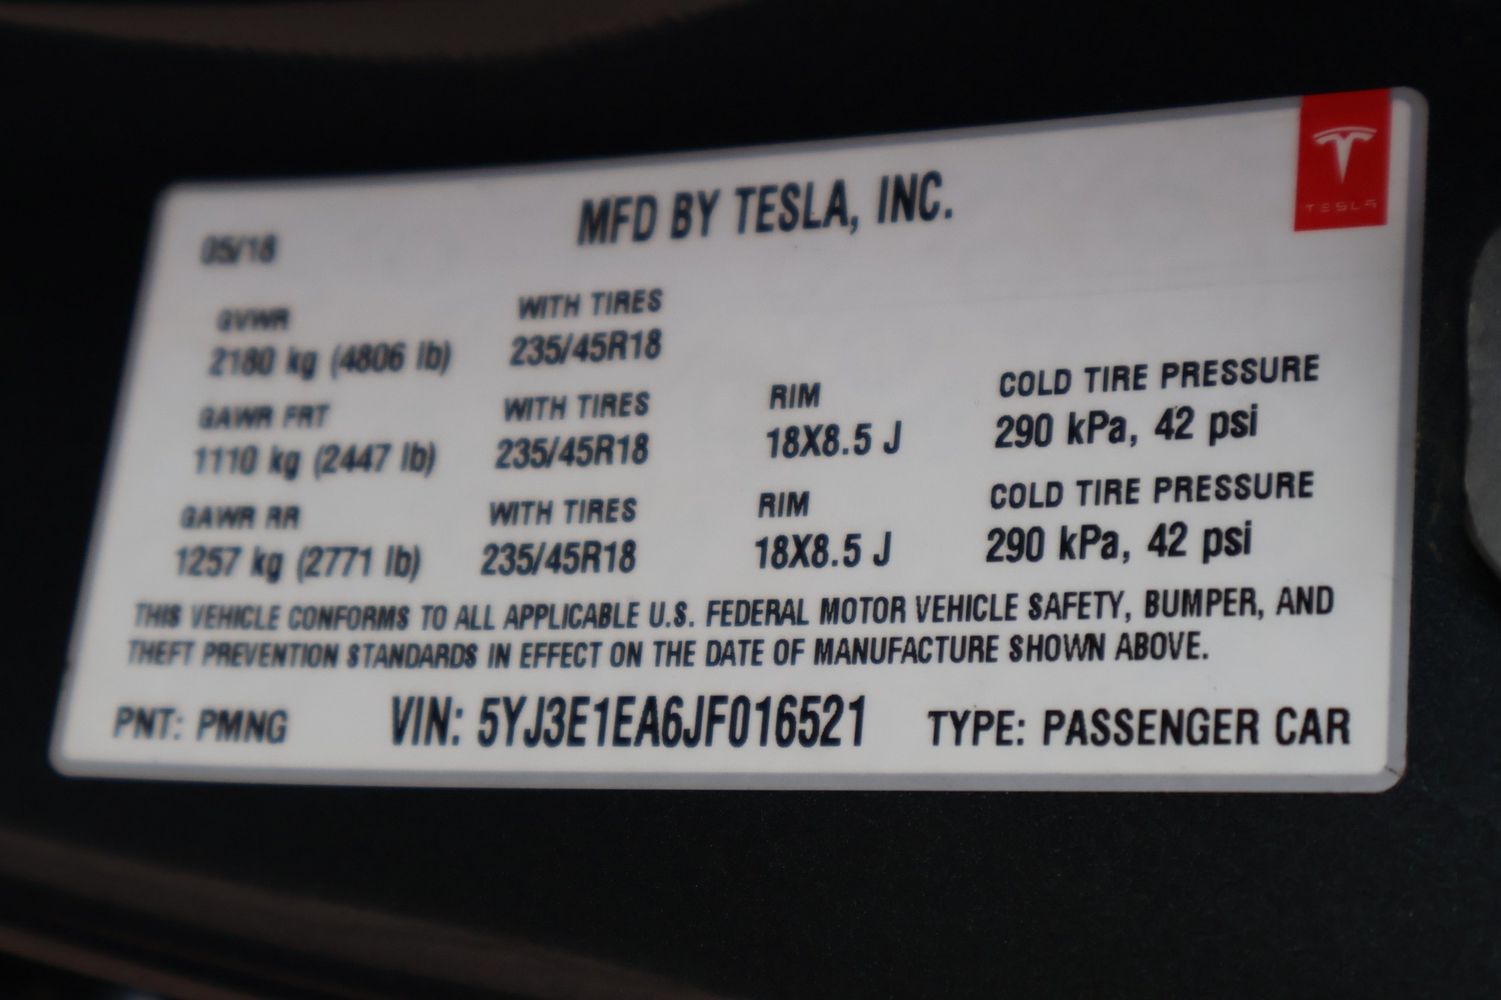 TESLA
MFD BY TESLA, INC.
05/18
GVWR WITH TIRES
2180 kg (4806 lb) 235/45R18
GAWR FRT WITH TIRES RIM COLD TIRE PRESSURE
1110 kg (2447 lb) 235/45R18 18X8.5 J 290 kPa, 42 psi
GAWR RR WITH TIRES RIM COLD TIRE PRESSURE
1257 kg (2771 lb) 235/45R18 18X8.5 J 290 kPa, 42 psi
THIS VEHICLE CONFORMS TO ALL APPLICABLE U.S. FEDERAL MOTOR VEHICLE SAFETY, BUMPER, AND
THEFT PREVENTION STANDARDS IN EFFECT ON THE DATE OF MANUFACTURE SHOWN ABOVE.
PNT: PMNG VIN: 5YJ3E1EA6JF016521 TYPE: PASSENGER CAR